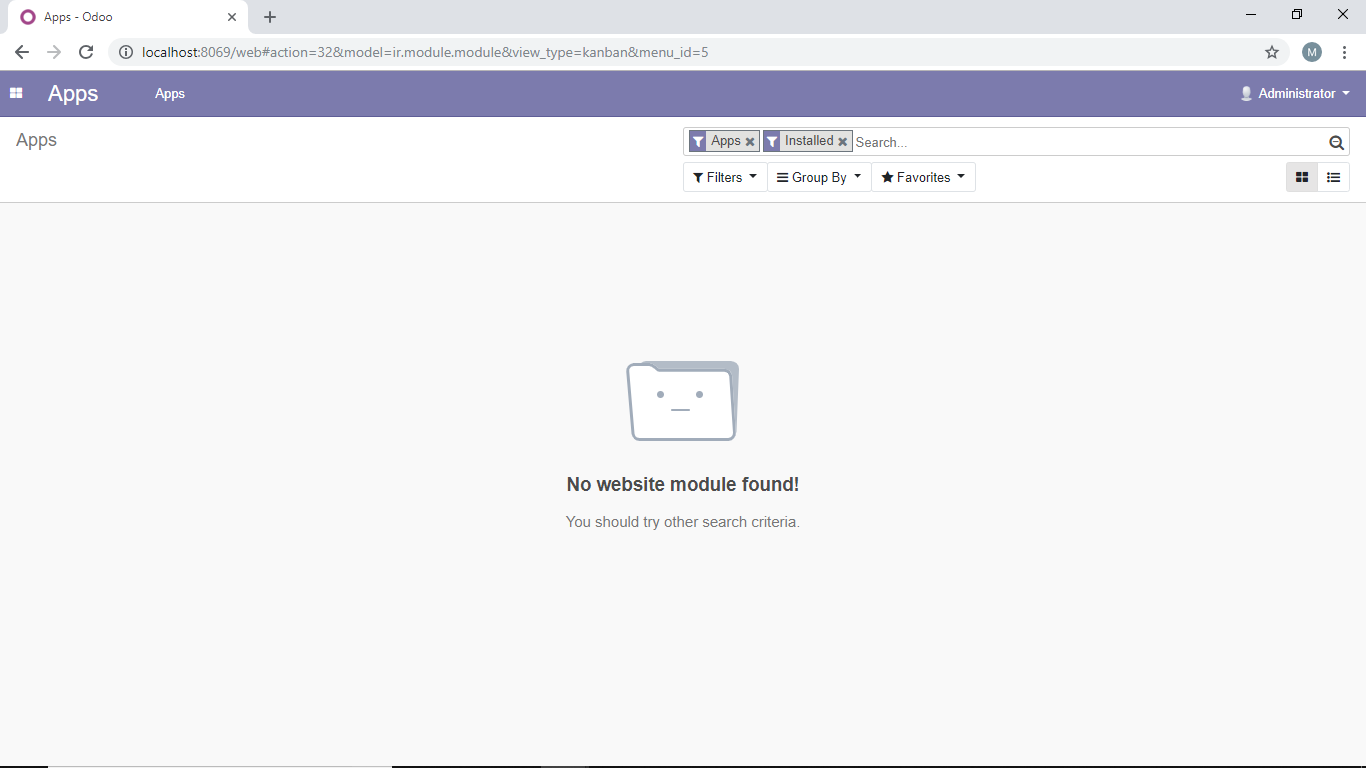 Apps - Odoo
localhost:8069/web#action=32&model=ir.module.module&view_type=kanban&menu_id=5
M
Apps Apps Administrator
Apps
Apps Installed Search...
Filters Group By Favorites
No website module found!
You should try other search criteria.